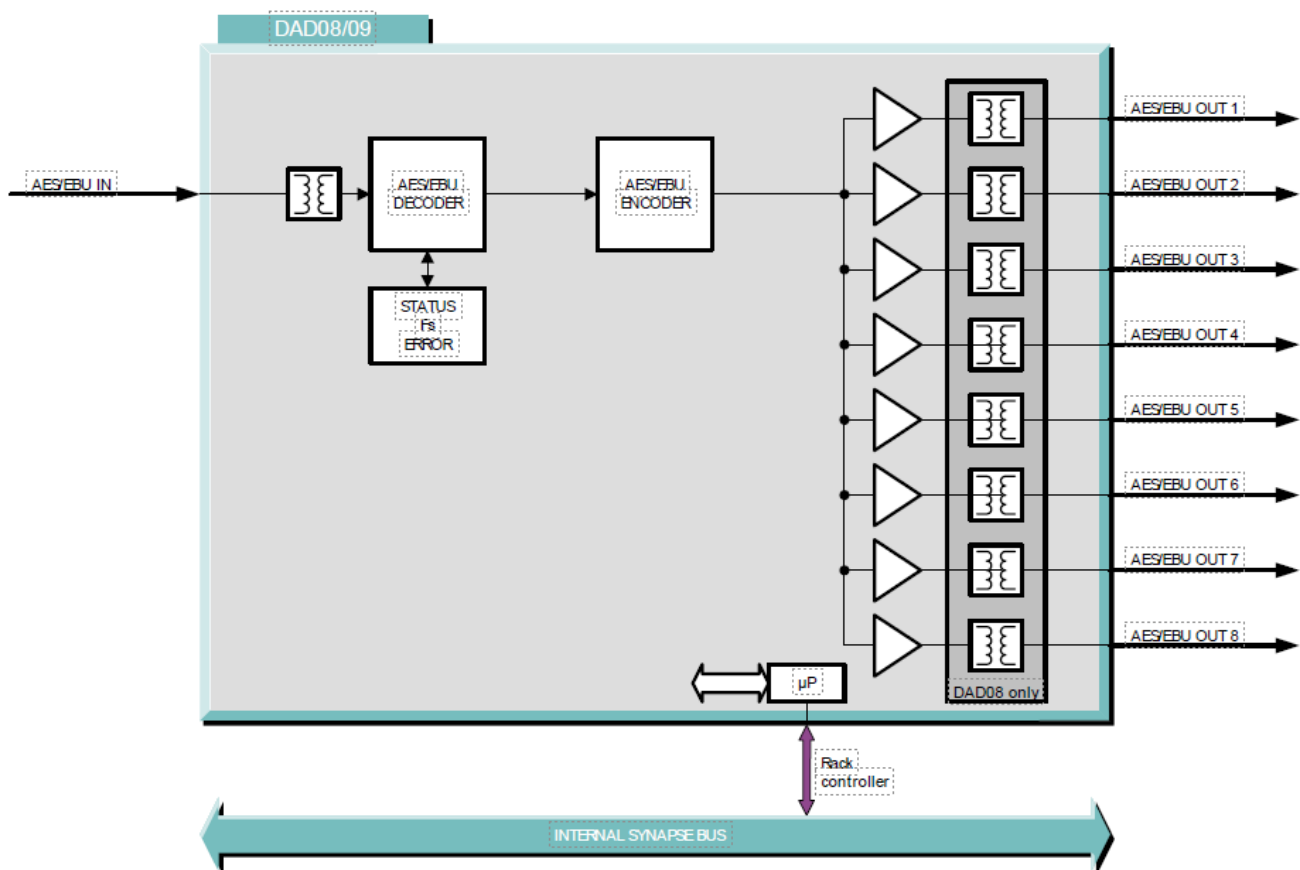 DAD08/09
AES/EBU IN
AES/EBU
DECODER
AES/EBU
ENCODER
STATUS
Fs
ERROR
AES/EBU OUT 1
AES/EBU OUT 2
AES/EBU OUT 3
AES/EBU OUT 4
AES/EBU OUT 5
AES/EBU OUT 6
AES/EBU OUT 7
AES/EBU OUT 8
µP
DAD08 only
Rack
controller
INTERNAL SYNAPSE BUS